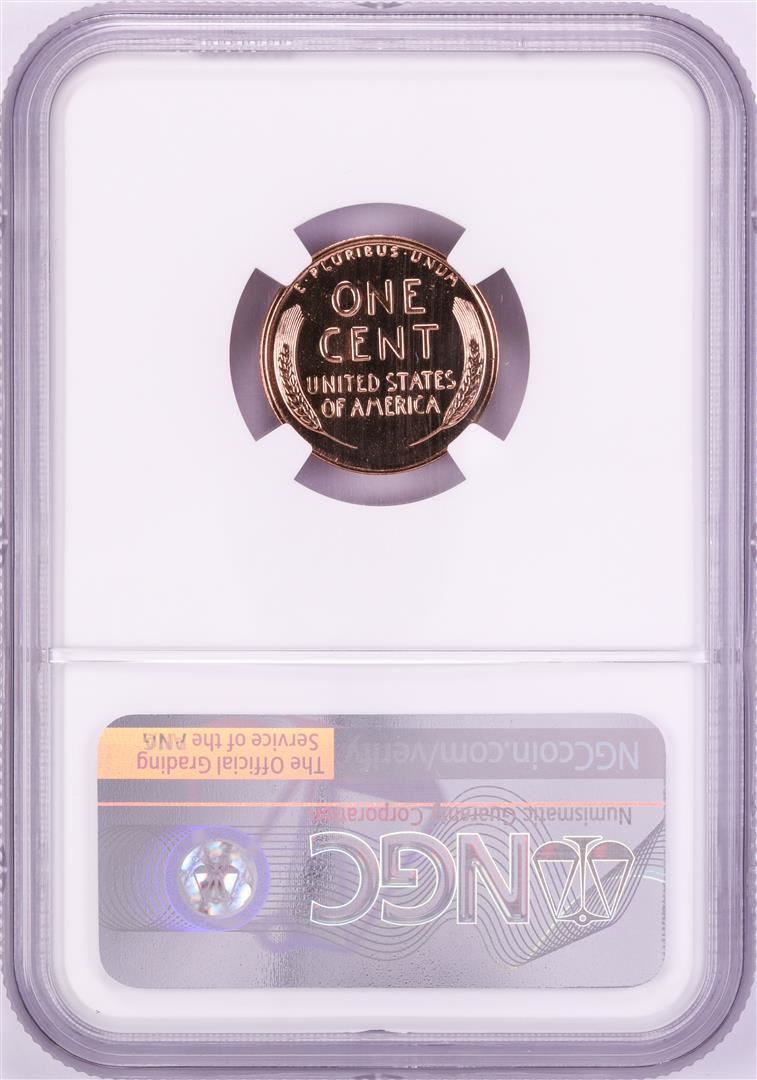 E·PLURIBUS·UNUM
ONE
CENT
UNITED STATES
OF AMERICA
NGCcoin.com/verify
The Official Grading
Service of the ANG
Numismatic Guaranty Corporation
NGC